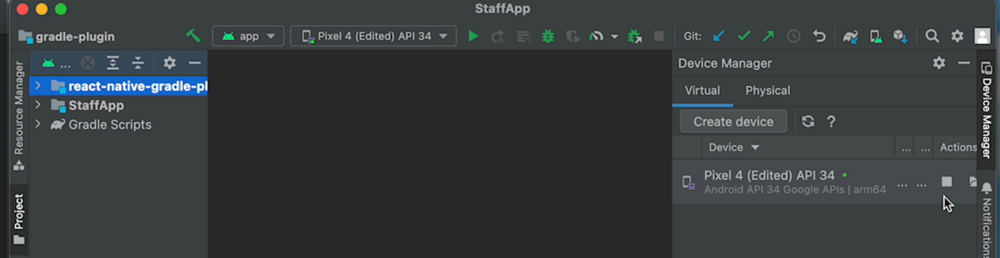 StaffApp
gradle-plugin
app
Pixel 4 (Edited) API 34
Git:
Resource Manager
Project
...
react-native-gradle-pl
StaffApp
Gradle Scripts
Device Manager
Virtual
Physical
Create device
?
Device
...
...
Actions
Pixel 4 (Edited) API 34
Android API 34 Google APIs | arm64
...
...
Device Manager
Notifications